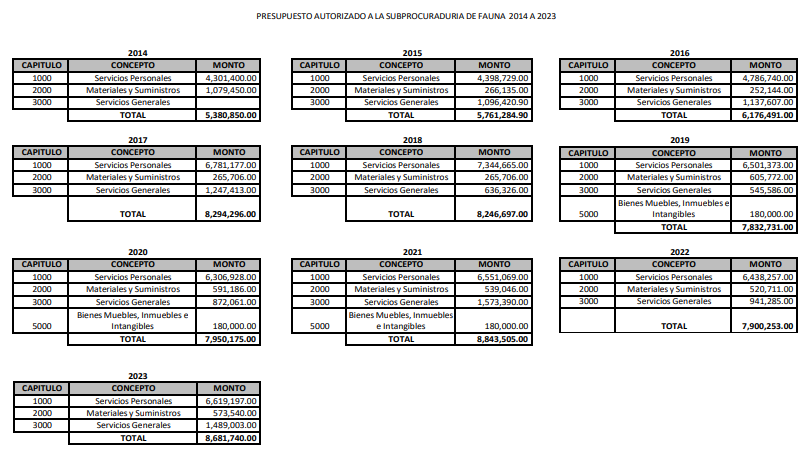 PRESUPUESTO AUTORIZADO A LA SUBPROCURADURIA DE FAUNA 2014 A 2023
2014
CAPITULO CONCEPTO MONTO
1000 Servicios Personales 4,301,400.00
2000 Materiales y Suministros 1,079,450.00
3000 Servicios Generales
TOTAL 5,380,850.00
2015
CAPITULO CONCEPTO MONTO
1000 Servicios Personales 4,398,729.00
2000 Materiales y Suministros 266,135.00
3000 Servicios Generales 1,096,420.90
TOTAL 5,761,284.90
2016
CAPITULO CONCEPTO MONTO
1000 Servicios Personales 4,786,740.00
2000 Materiales y Suministros 252,144.00
3000 Servicios Generales 1,137,607.00
TOTAL 6,176,491.00
2017
CAPITULO CONCEPTO MONTO
1000 Servicios Personales 6,781,177.00
2000 Materiales y Suministros 265,706.00
3000 Servicios Generales 1,247,413.00
TOTAL 8,294,296.00
2018
CAPITULO CONCEPTO MONTO
1000 Servicios Personales 7,344,665.00
2000 Materiales y Suministros 265,706.00
3000 Servicios Generales 636,326.00
TOTAL 8,246,697.00
2019
CAPITULO CONCEPTO MONTO
1000 Servicios Personales 6,501,373.00
2000 Materiales y Suministros 605,772.00
3000 Servicios Generales 545,586.00
Bienes Muebles, Inmuebles e
5000 Intangibles 180,000.00
TOTAL 7,832,731.00
2020
CAPITULO CONCEPTO MONTO
1000 Servicios Personales 6,306,928.00
2000 Materiales y Suministros 591,186.00
3000 Servicios Generales 872,061.00
Bienes Muebles, Inmuebles e
5000 Intangibles 180,000.00
TOTAL 7,950,175.00
2021
CAPITULO CONCEPTO MONTO
1000 Servicios Personales 6,551,069.00
2000 Materiales y Suministros 539,046.00
3000 Servicios Generales 1,573,390.00
Bienes Muebles, Inmuebles
5000 e Intangibles 180,000.00
TOTAL 8,843,505.00
2022
CAPITULO CONCEPTO MONTO
1000 Servicios Personales 6,438,257.00
2000 Materiales y Suministros 520,711.00
3000 Servicios Generales 941,285.00
TOTAL 7,900,253.00
2023
CAPITULO CONCEPTO MONTO
1000 Servicios Personales 6,619,197.00
2000 Materiales y Suministros 573,540.00
3000 Servicios Generales 1,489,003.00
TOTAL 8,681,740.00